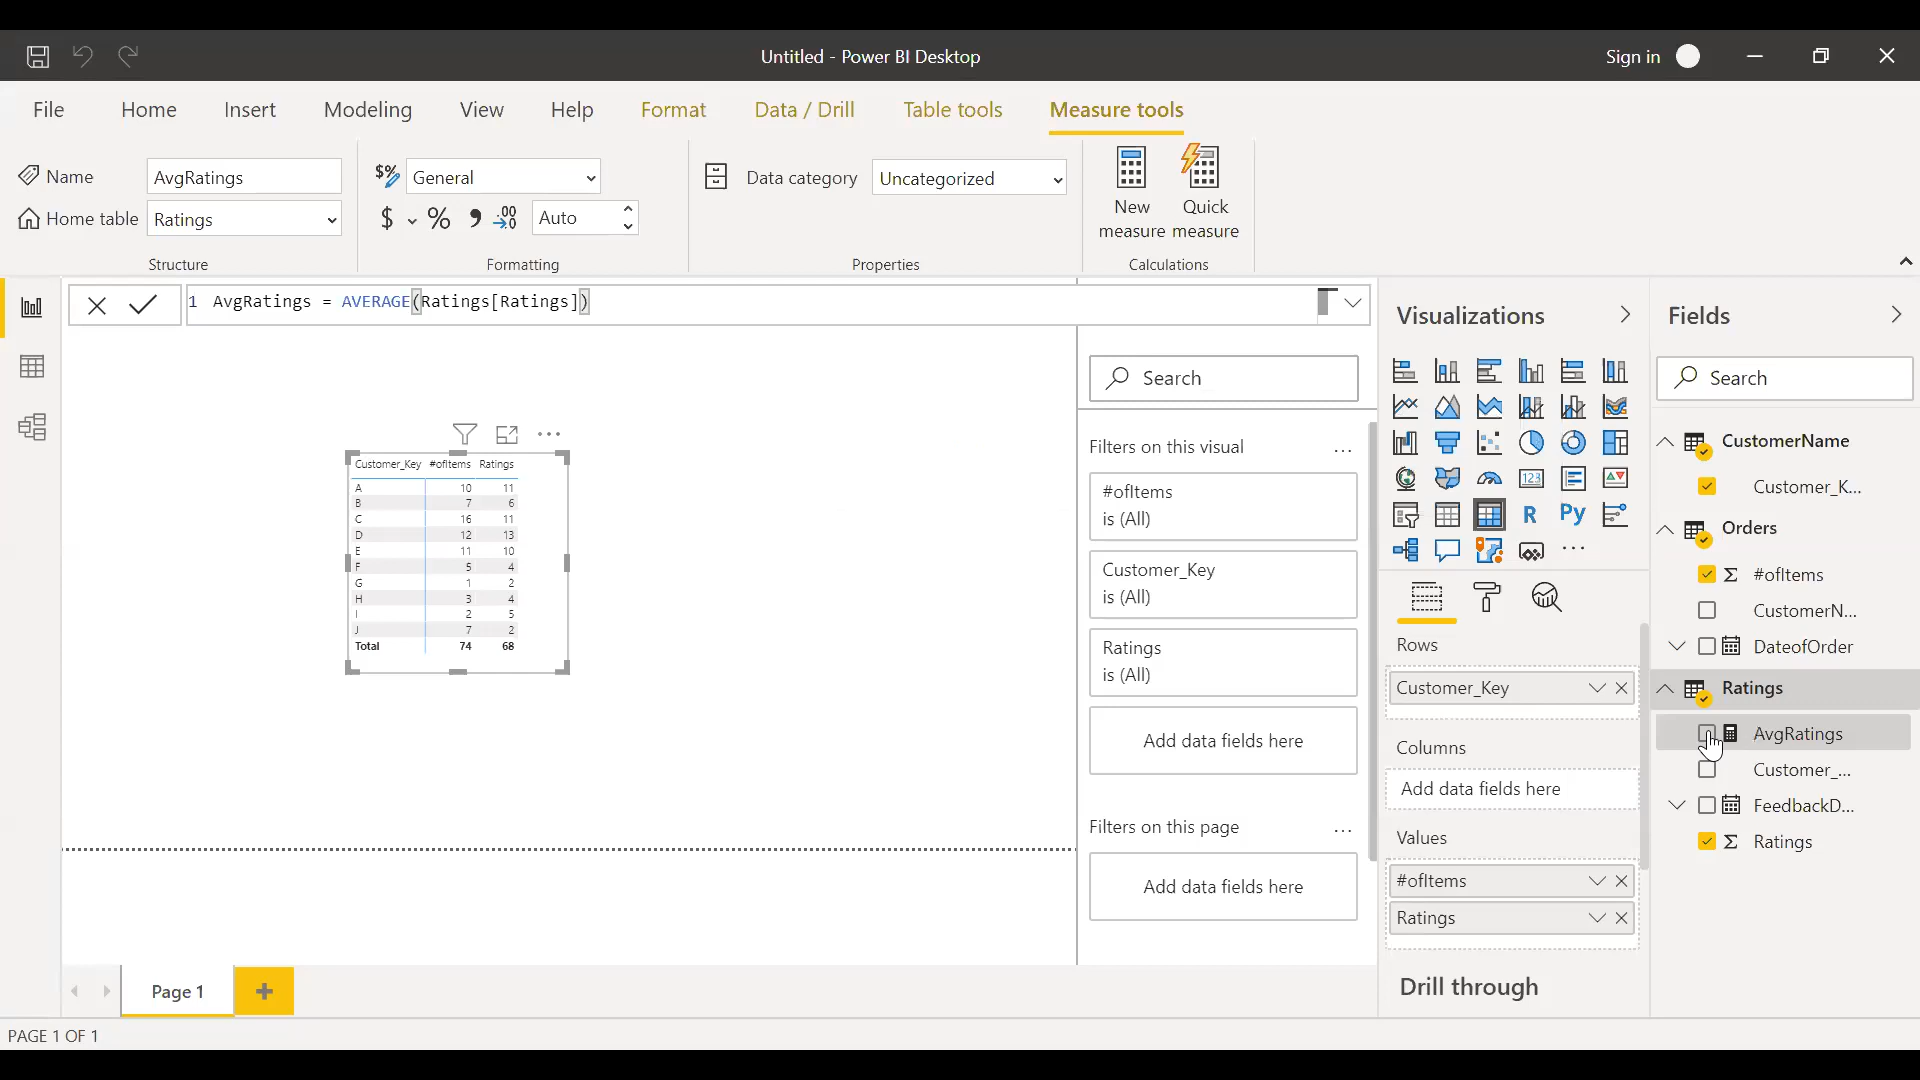 Untitled - Power BI Desktop
Sign in
File Home Insert Modeling View Help Format Data / Drill Table tools Measure tools
Name AvgRatings
Home table Ratings
Structure
$% General
$ % 9 .00 Auto
Formatting
Data category Uncategorized
Properties
New measure
Quick measure
Calculations
1 AvgRatings = AVERAGE(Ratings[Ratings])
Customer_Key #ofItems Ratings
A 10 11
B 7 6
C 16 11
D 12 13
E 11 10
F 5 4
G 1 2
H 3 4
I 2 5
J 7 2
Total 74 68
Search
Filters on this visual ...
#ofItems
is (All)
Customer_Key
is (All)
Ratings
is (All)
Add data fields here
Filters on this page ...
Add data fields here
Visualizations
123
R Py
...
Rows
Customer_Key
Columns
Add data fields here
Values
#ofItems
Ratings
Drill through
Fields
Search
CustomerName
Customer_K...
Orders
Σ #ofItems
CustomerN...
DateofOrder
Ratings
AvgRatings
Customer_...
FeedbackD...
Σ Ratings
Page 1
+
PAGE 1 OF 1